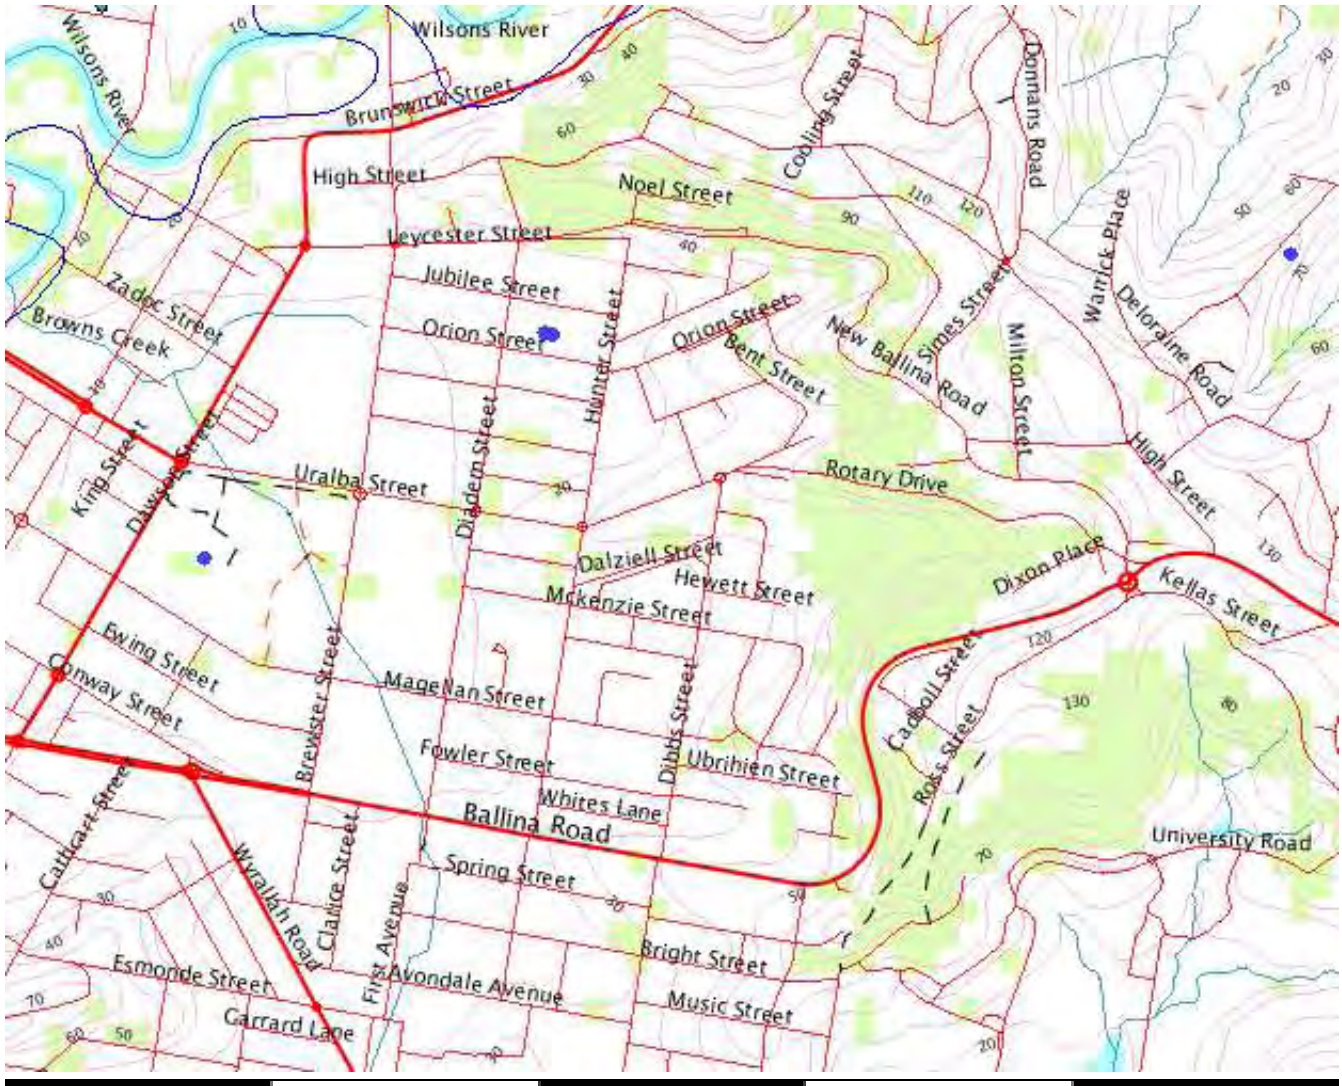 Wilsons River
Wilsons River
10
40
30
Brunswick Street
60
High Street
Noel Street
Cooling Street
Donnans Road
20
30
60
50
70
110
120
90
Warrick Place
20
10
Leycester Street
40
Jubilee Street
Zadoc Street
Browns Creek
Orion Street
Hunter Street
Orion Street
Bent Street
New Ballina Road
Simes Street
Milton Street
Deloraine Road
60
10
King Street
Dawson Street
Uralba Street
Diadem Street
20
Rotary Drive
High Street
130
Dalziell Street
Hewett Street
Mckenzie Street
Dixon Place
Kellas Street
120
Ewing Street
Conway Street
Brewster Street
Magellan Street
Dibbs Street
Cadboll Street
Ross Street
130
80
Fowler Street
Ubrihien Street
Whites Lane
Ballina Road
University Road
70
Cathcart Street
Wyrallah Road
Clarice Street
First Avenue
Spring Street
50
30
30
40
Bright Street
Esmonde Street
Avondale Avenue
Music Street
70
Garrard Lane
60
50
30
20